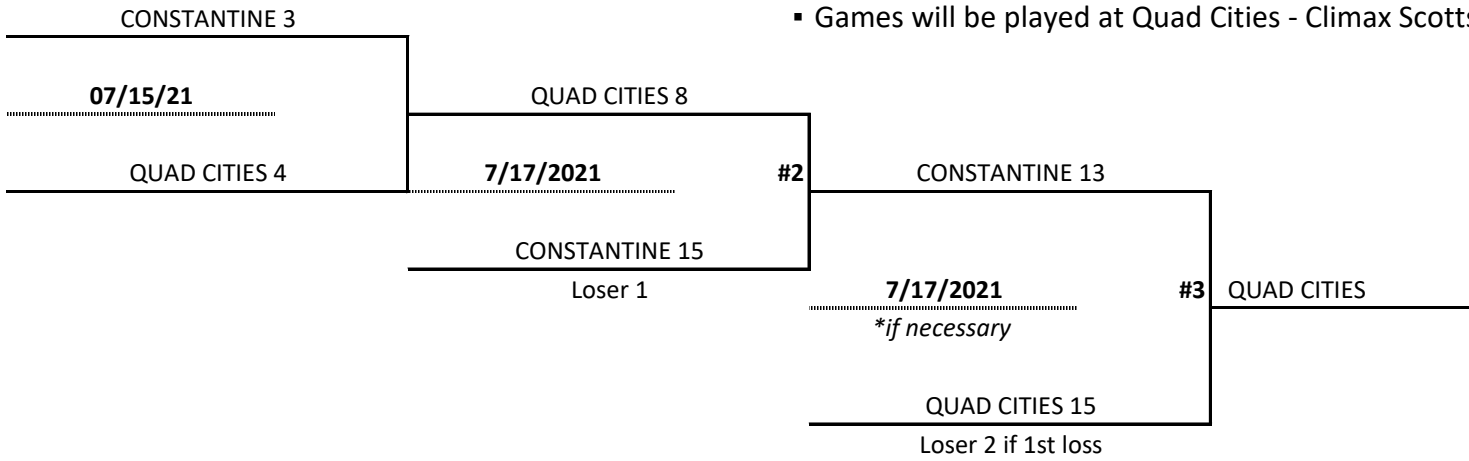 CONSTANTINE 3
▪ Games will be played at Quad Cities - Climax Scotts
07/15/21
QUAD CITIES 8
QUAD CITIES 4
7/17/2021
#2
CONSTANTINE 13
CONSTANTINE 15
Loser 1
7/17/2021
#3
QUAD CITIES
*if necessary
QUAD CITIES 15
Loser 2 if 1st loss